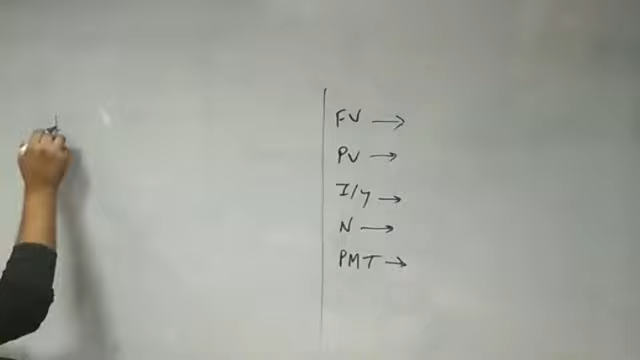 FV →
PV →
I/y →
N →
PMT →